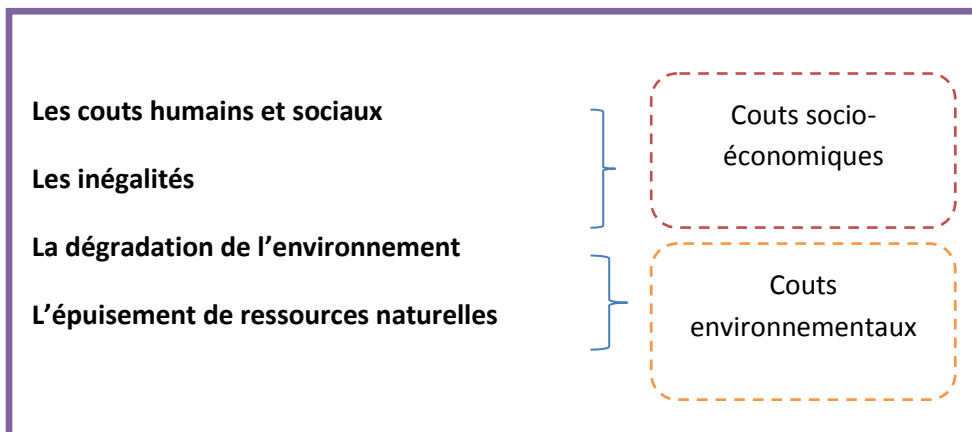 Les couts humains et sociaux
Les inégalités
La dégradation de l’environnement
L’épuisement de ressources naturelles
Couts socio-
économiques
Couts
environnementaux